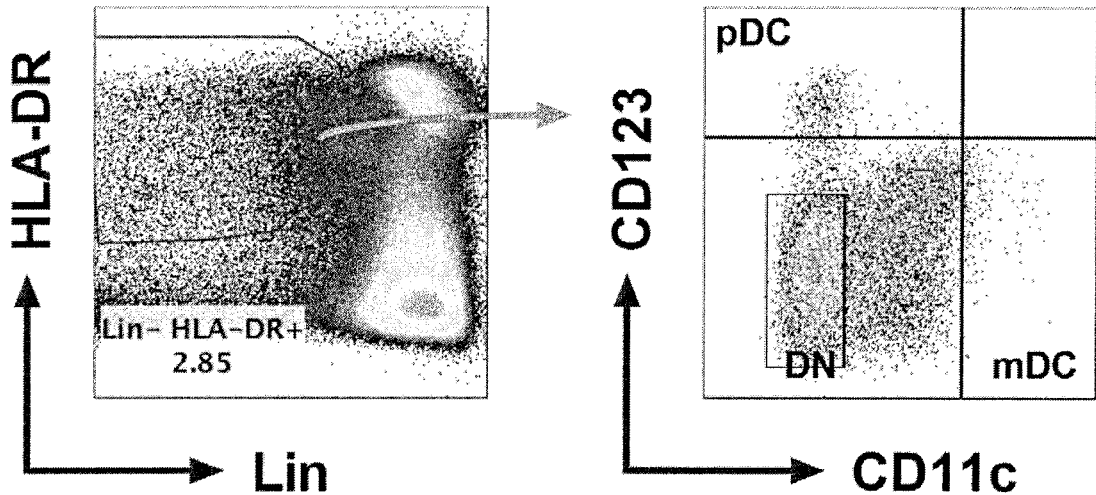 HLA-DR
Lin- HLA-DR+
2.85
Lin
CD123
pDC
DN
mDC
CD11c